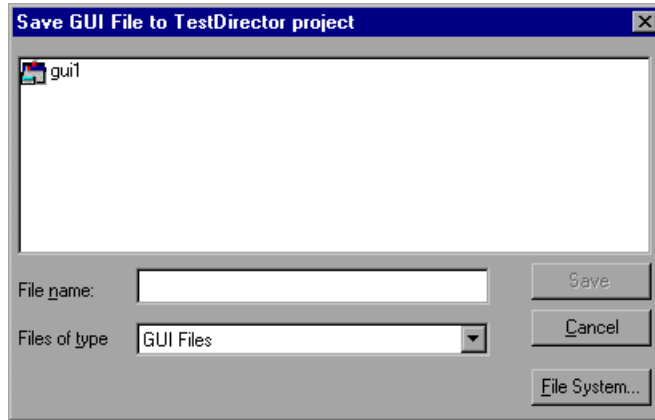 Save GUI File to TestDirector project
gui1
File name:
Save
Files of type
GUI Files
Cancel
File System...